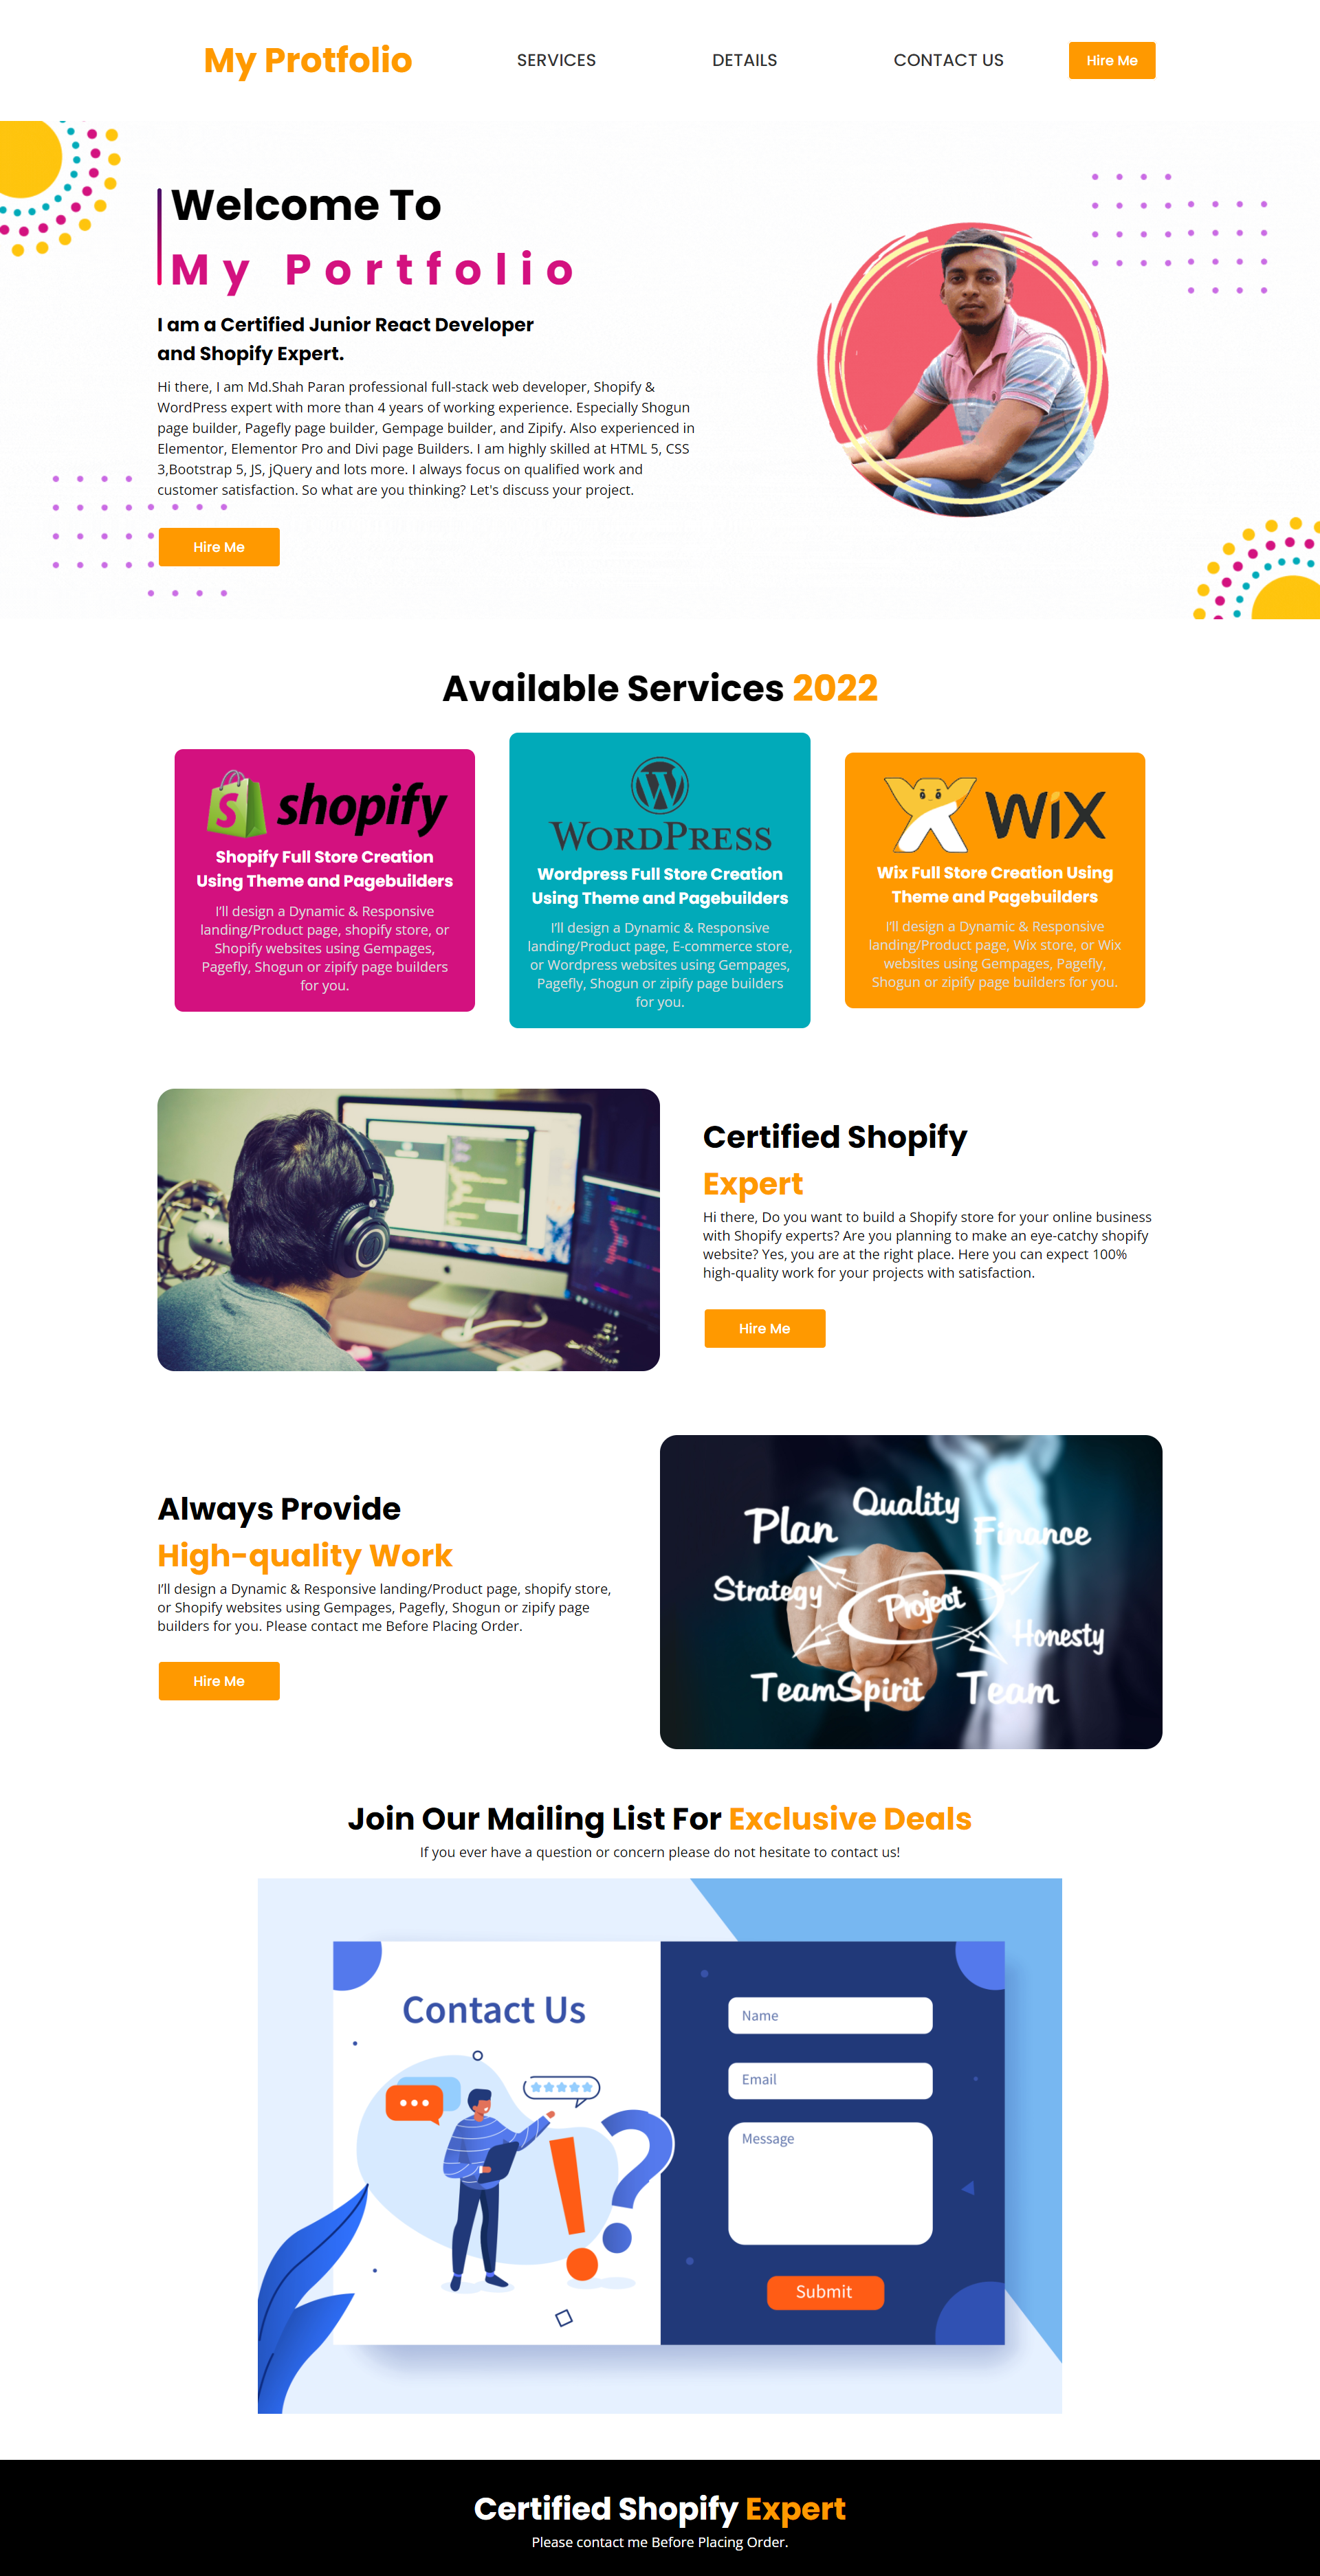 My Protfolio
SERVICES
DETAILS
CONTACT US
Hire Me
Welcome To
My Portfolio
I am a Certified Junior React Developer
and Shopify Expert.
Hi there, I am Md.Shah Paran professional full-stack web developer, Shopify &
WordPress expert with more than 4 years of working experience. Especially Shogun
page builder, Pagefly page builder, Gempage builder, and Zipify. Also experienced in
Elementor, Elementor Pro and Divi page Builders. I am highly skilled at HTML 5, CSS
3,Bootstrap 5, JS, jQuery and lots more. I always focus on qualified work and
customer satisfaction. So what are you thinking? Let's discuss your project.
Hire Me
Available Services 2022
shopify
Shopify Full Store Creation
Using Theme and Pagebuilders
I'll design a Dynamic & Responsive
landing/Product page, shopify store, or
Shopify websites using Gempages,
Pagefly, Shogun or zipify page builders
for you.
WORDPRESS
Wordpress Full Store Creation
Using Theme and Pagebuilders
I'll design a Dynamic & Responsive
landing/Product page, E-commerce store,
or Wordpress websites using Gempages,
Pagefly, Shogun or zipify page builders
for you.
WiX
Wix Full Store Creation Using
Theme and Pagebuilders
I'll design a Dynamic & Responsive
landing/Product page, Wix store, or Wix
websites using Gempages, Pagefly,
Shogun or zipify page builders for you.
Certified Shopify
Expert
Hi there, Do you want to build a Shopify store for your online business
with Shopify experts? Are you planning to make an eye-catchy shopify
website? Yes, you are at the right place. Here you can expect 100%
high-quality work for your projects with satisfaction.
Hire Me
Always Provide
High-quality Work
I'll design a Dynamic & Responsive landing/Product page, shopify store,
or Shopify websites using Gempages, Pagefly, Shogun or zipify page
builders for you. Please contact me Before Placing Order.
Hire Me
Quality
Plan
Finance
Strategy
Project
Honesty
TeamSpirit
Team
Join Our Mailing List For Exclusive Deals
If you ever have a question or concern please do not hesitate to contact us!
Contact Us
Name
Email
Message
Submit
Certified Shopify Expert
Please contact me Before Placing Order.